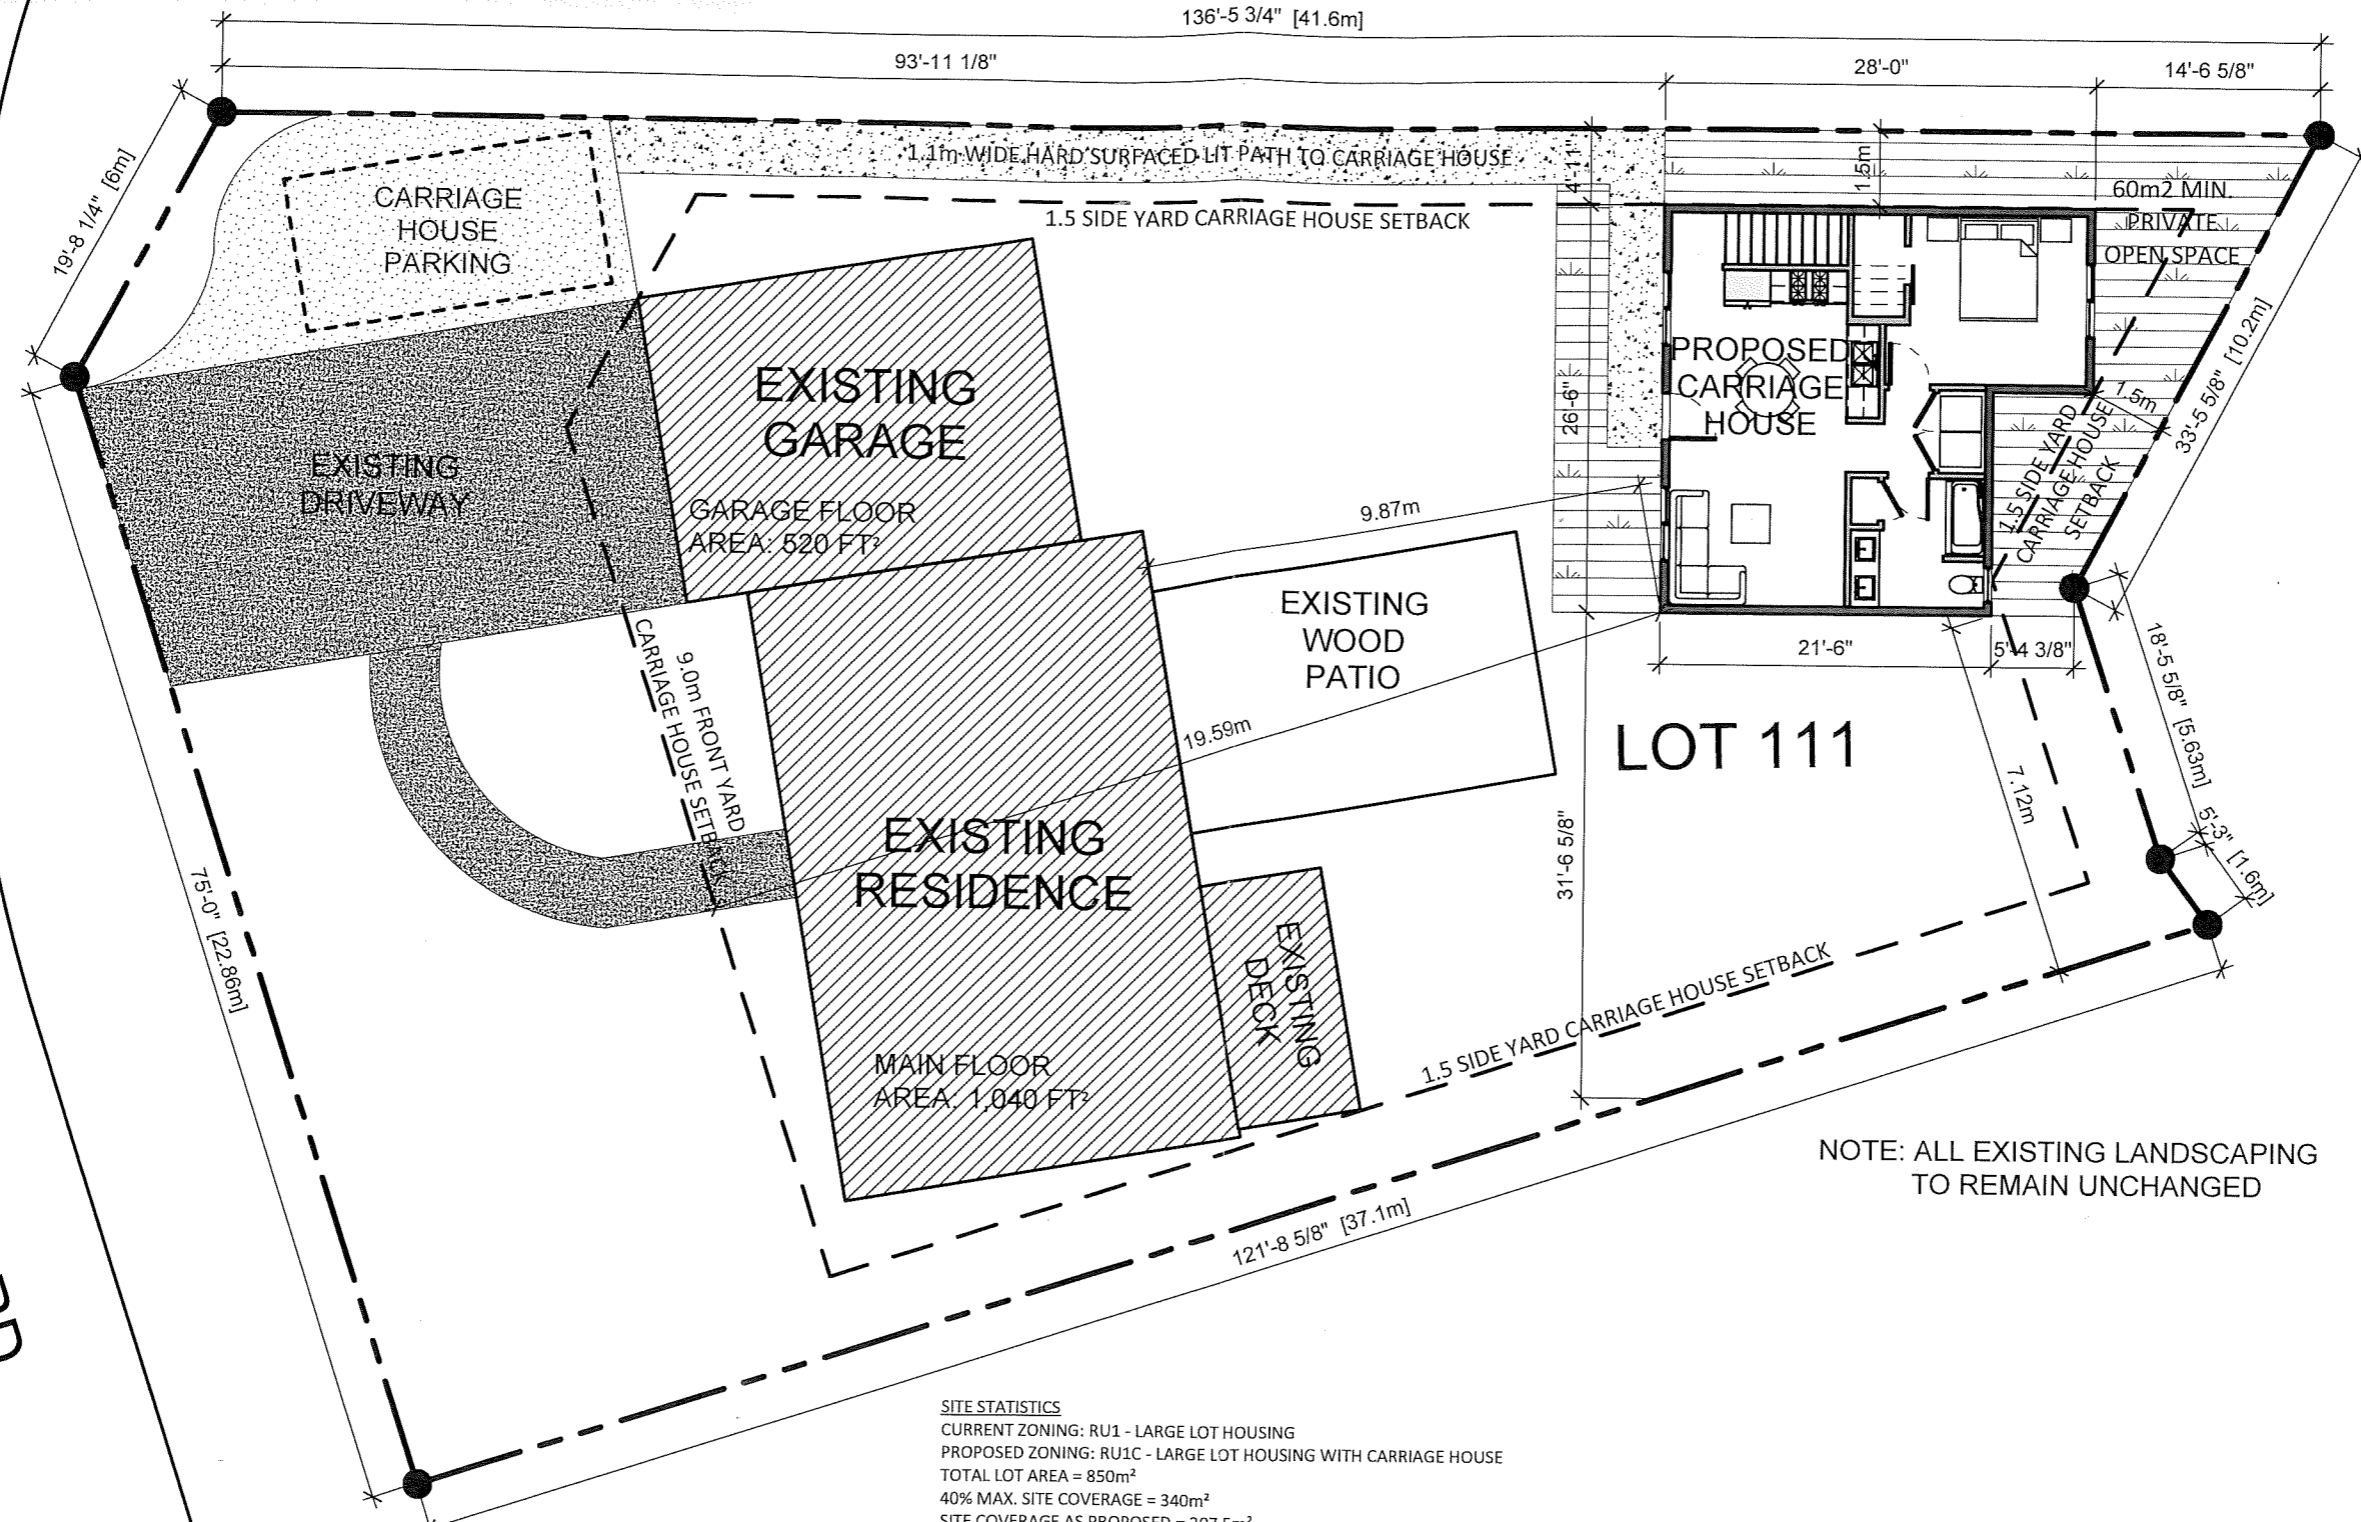 136'-5 3/4" [41.6m]
93'-11 1/8"
28'-0"
14'-6 5/8"
19'-8 1/4" [6m]
1.1m WIDE HARD SURFACED LIT PATH TO CARRIAGE HOUSE
4'-11"
1.5m
60m2 MIN.
PRIVATE
OPEN SPACE
CARRIAGE
HOUSE
PARKING
1.5 SIDE YARD CARRIAGE HOUSE SETBACK
EXISTING
GARAGE
GARAGE FLOOR
AREA: 520 FT²
EXISTING
DRIVEWAY
PROPOSED
CARRIAGE
HOUSE
26'-6"
33'-5 5/8" [10.2m]
1.5m
1.5 SIDE YARD
CARRIAGE HOUSE
SETBACK
9.87m
EXISTING
WOOD
PATIO
21'-6"
5'-4 3/8"
18'-5 5/8" [5.63m]
5'-3" [1.6m]
9.0m FRONT YARD
CARRIAGE HOUSE SETBACK
19.59m
LOT 111
7.12m
31'-6 5/8"
EXISTING
RESIDENCE
75'-0" [22.86m]
EXISTING
DECK
1.5 SIDE YARD CARRIAGE HOUSE SETBACK
MAIN FLOOR
AREA: 1,040 FT²
NOTE: ALL EXISTING LANDSCAPING
TO REMAIN UNCHANGED
121'-8 5/8" [37.1m]
SITE STATISTICS
CURRENT ZONING: RU1 - LARGE LOT HOUSING
PROPOSED ZONING: RU1C - LARGE LOT HOUSING WITH CARRIAGE HOUSE
TOTAL LOT AREA = 850m²
40% MAX. SITE COVERAGE = 340m²
SITE COVERAGE AS PROPOSED =